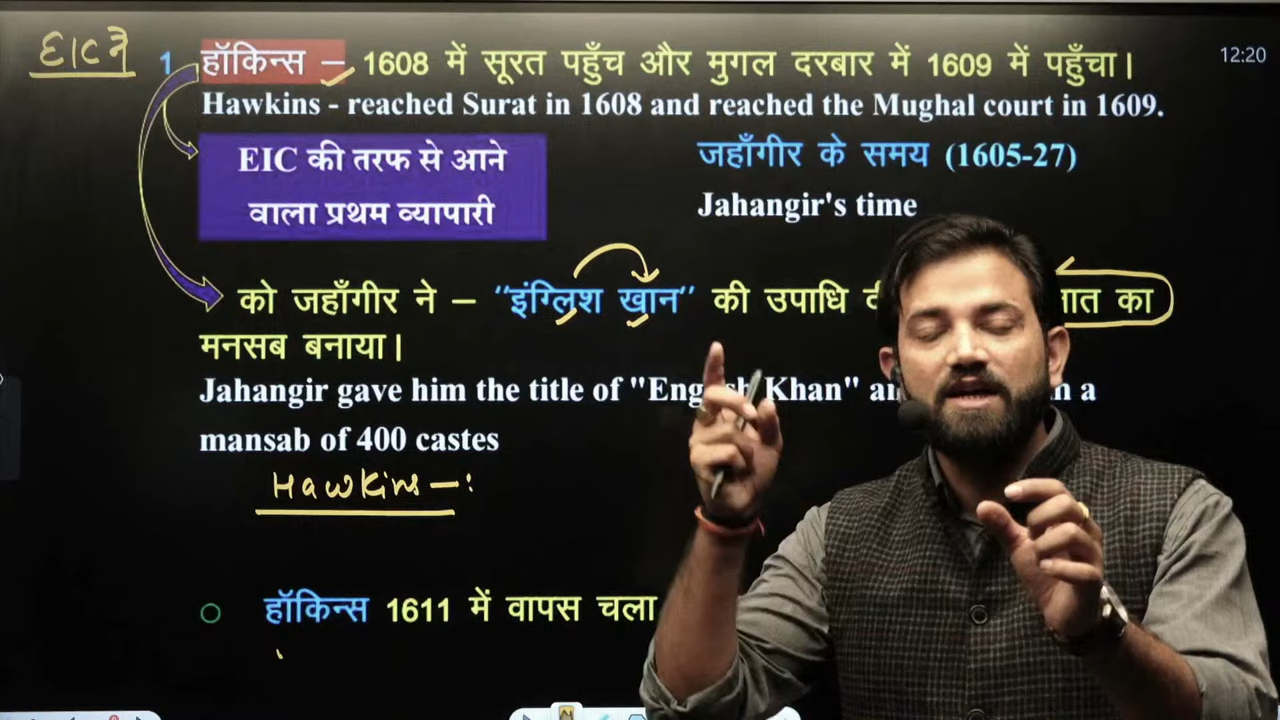 EIC ने
1 हॉकिन्स – 1608 में सूरत पहुँच और मुगल दरबार में 1609 में पहुँचा।
12:20
Hawkins - reached Surat in 1608 and reached the Mughal court in 1609.
EIC की तरफ से आने
वाला प्रथम व्यापारी
जहाँगीर के समय (1605-27)
Jahangir's time
को जहाँगीर ने – "इंग्लिश खान" की उपाधि का
मनसब बनाया।
Jahangir gave him the title of "English Khan" a
mansab of 400 castes
Hawkins –:
हॉकिन्स 1611 में वापस चला